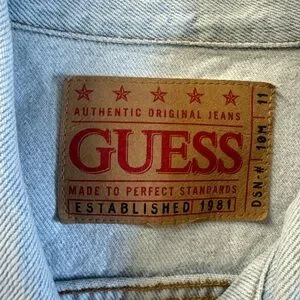 AUTHENTIC ORIGINAL JEANS
GUESS
MADE TO PERFECT STANDARDS
ESTABLISHED 1981
DSN-# 10M 11